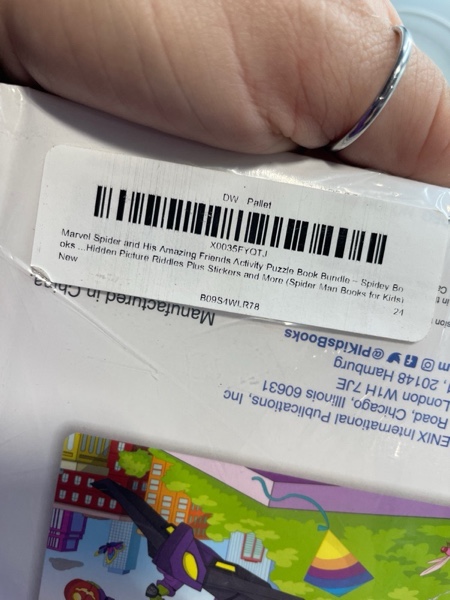 DW Pallet
X0035FYOTJ
Marvel Spider and His Amazing Friends Activity Puzzle Book Bundle – Spidey Bo
oks ...Hidden Picture Riddles Plus Stickers and More (Spider Man Books for Kids)
New
B09S4WLR78
24
Manufactured in China
@PIKidsBooks
20148 Hamburg
London W1H 7JE
Road, Chicago, Illinois 60631
ENIX International Publications, Inc